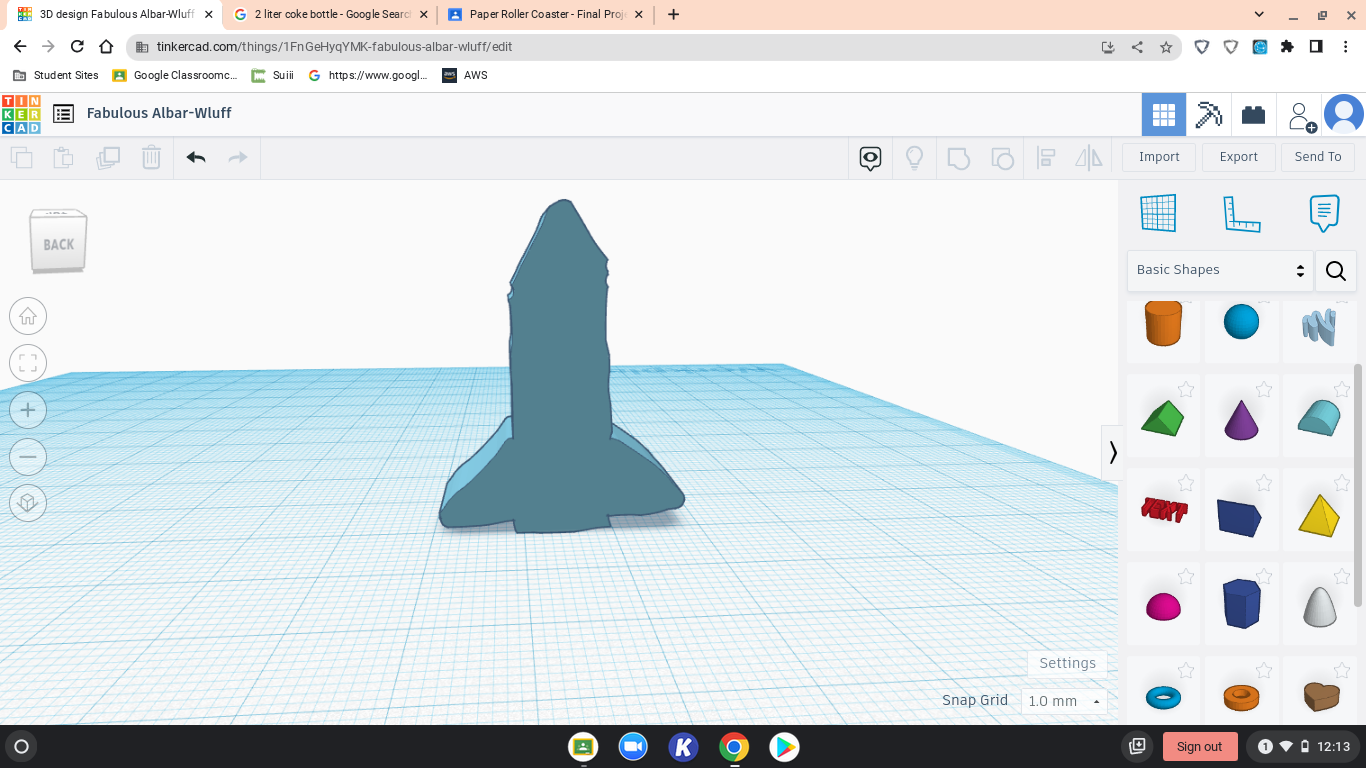 3D design Fabulous Albar-Wluff
2 liter coke bottle - Google Searc
Paper Roller Coaster - Final Proj
tinkercad.com/things/1FnGeHyqYMK-fabulous-albar-wluff/edit
Student Sites
Google Classroomc...
Suiii
https://www.googl...
aws
AWS
TIN
KER
CAD
Fabulous Albar-Wluff
Import
Export
Send To
BACK
Basic Shapes
TEXT
Settings
Snap Grid
1.0 mm
K
Sign out
1
12:13